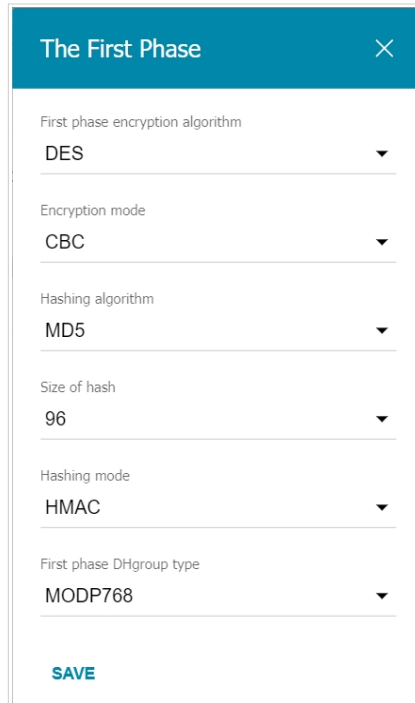 The First Phase
First phase encryption algorithm
DES
Encryption mode
CBC
Hashing algorithm
MD5
Size of hash
96
Hashing mode
HMAC
First phase DHgroup type
MODP768
SAVE